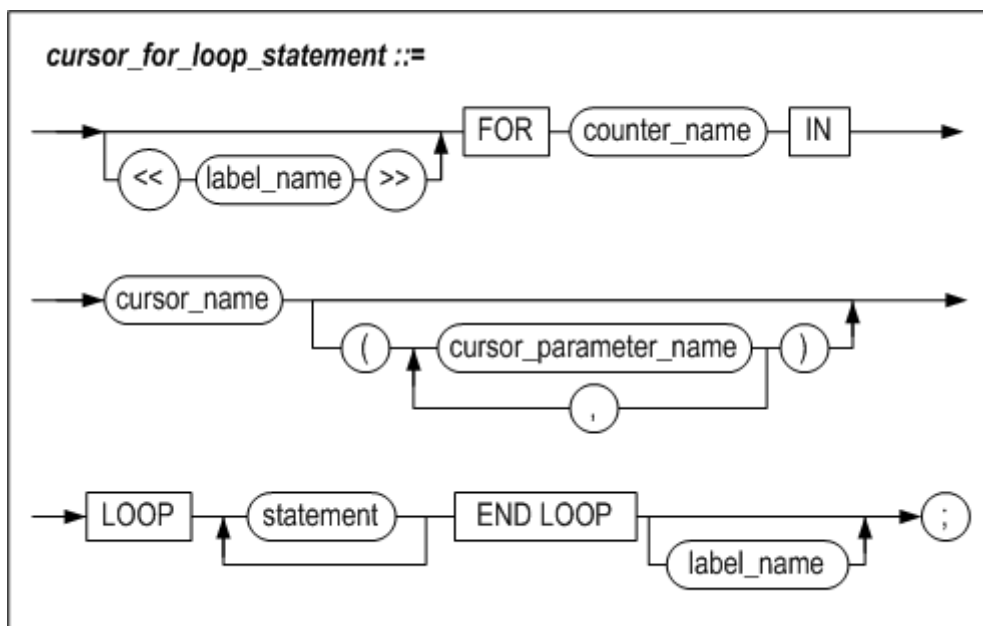 cursor_for_loop_statement ::=
FOR counter_name IN
<< label_name >>
cursor_name
( cursor_parameter_name )
,
LOOP statement END LOOP ;
label_name